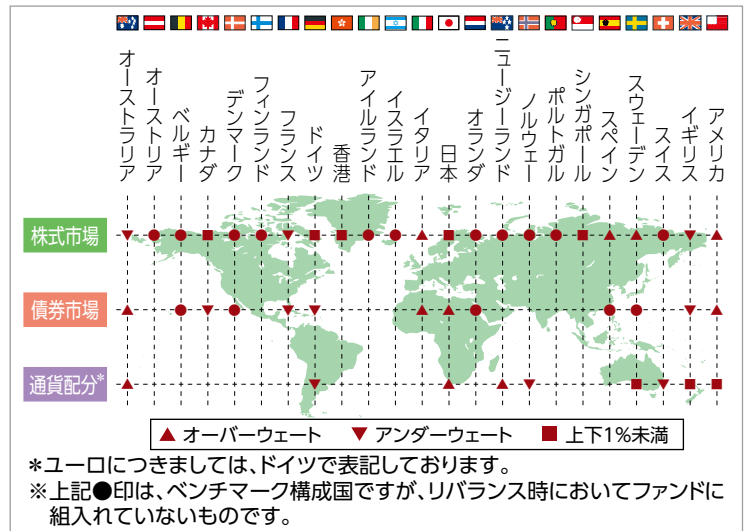 オーストラリア
オーストリア
ベルギー
カナダ
デンマーク
フィンランド
フランス
ドイツ
香港
アイルランド
イスラエル
イタリア
日本
オランダ
ニュージーランド
ノルウェー
ポルトガル
シンガポール
スペイン
スウェーデン
スイス
イギリス
アメリカ
株式市場
債券市場
通貨配分*
▲ オーバーウェート ▼ アンダーウェート ■ 上下1%未満
*ユーロにつきましては、ドイツで表記しております。
※上記●印は、ベンチマーク構成国ですが、リバランス時においてファンドに
組入れていないものです。